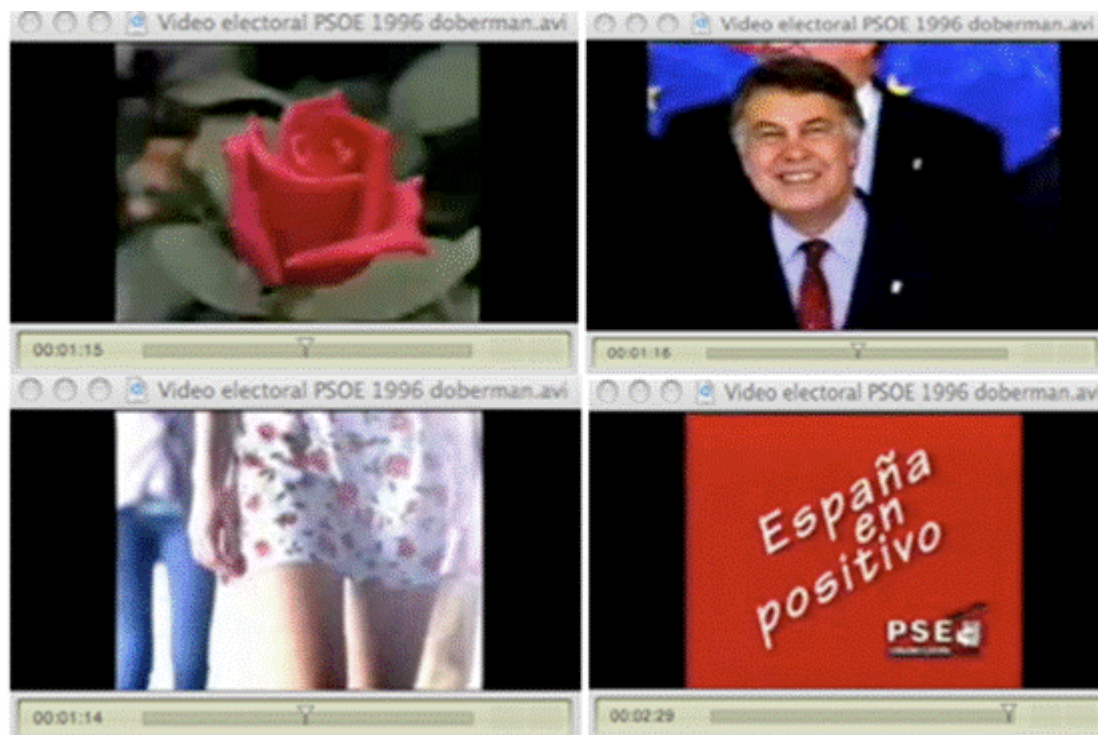 Video electoral PSOE 1996 doberman.avi
00:01:15
Video electoral PSOE 1996 doberman.avi
00:01:16
Video electoral PSOE 1996 doberman.avi
00:01:14
Video electoral PSOE 1996 doberman.av
España
en
positivo
PSE
00:02:29